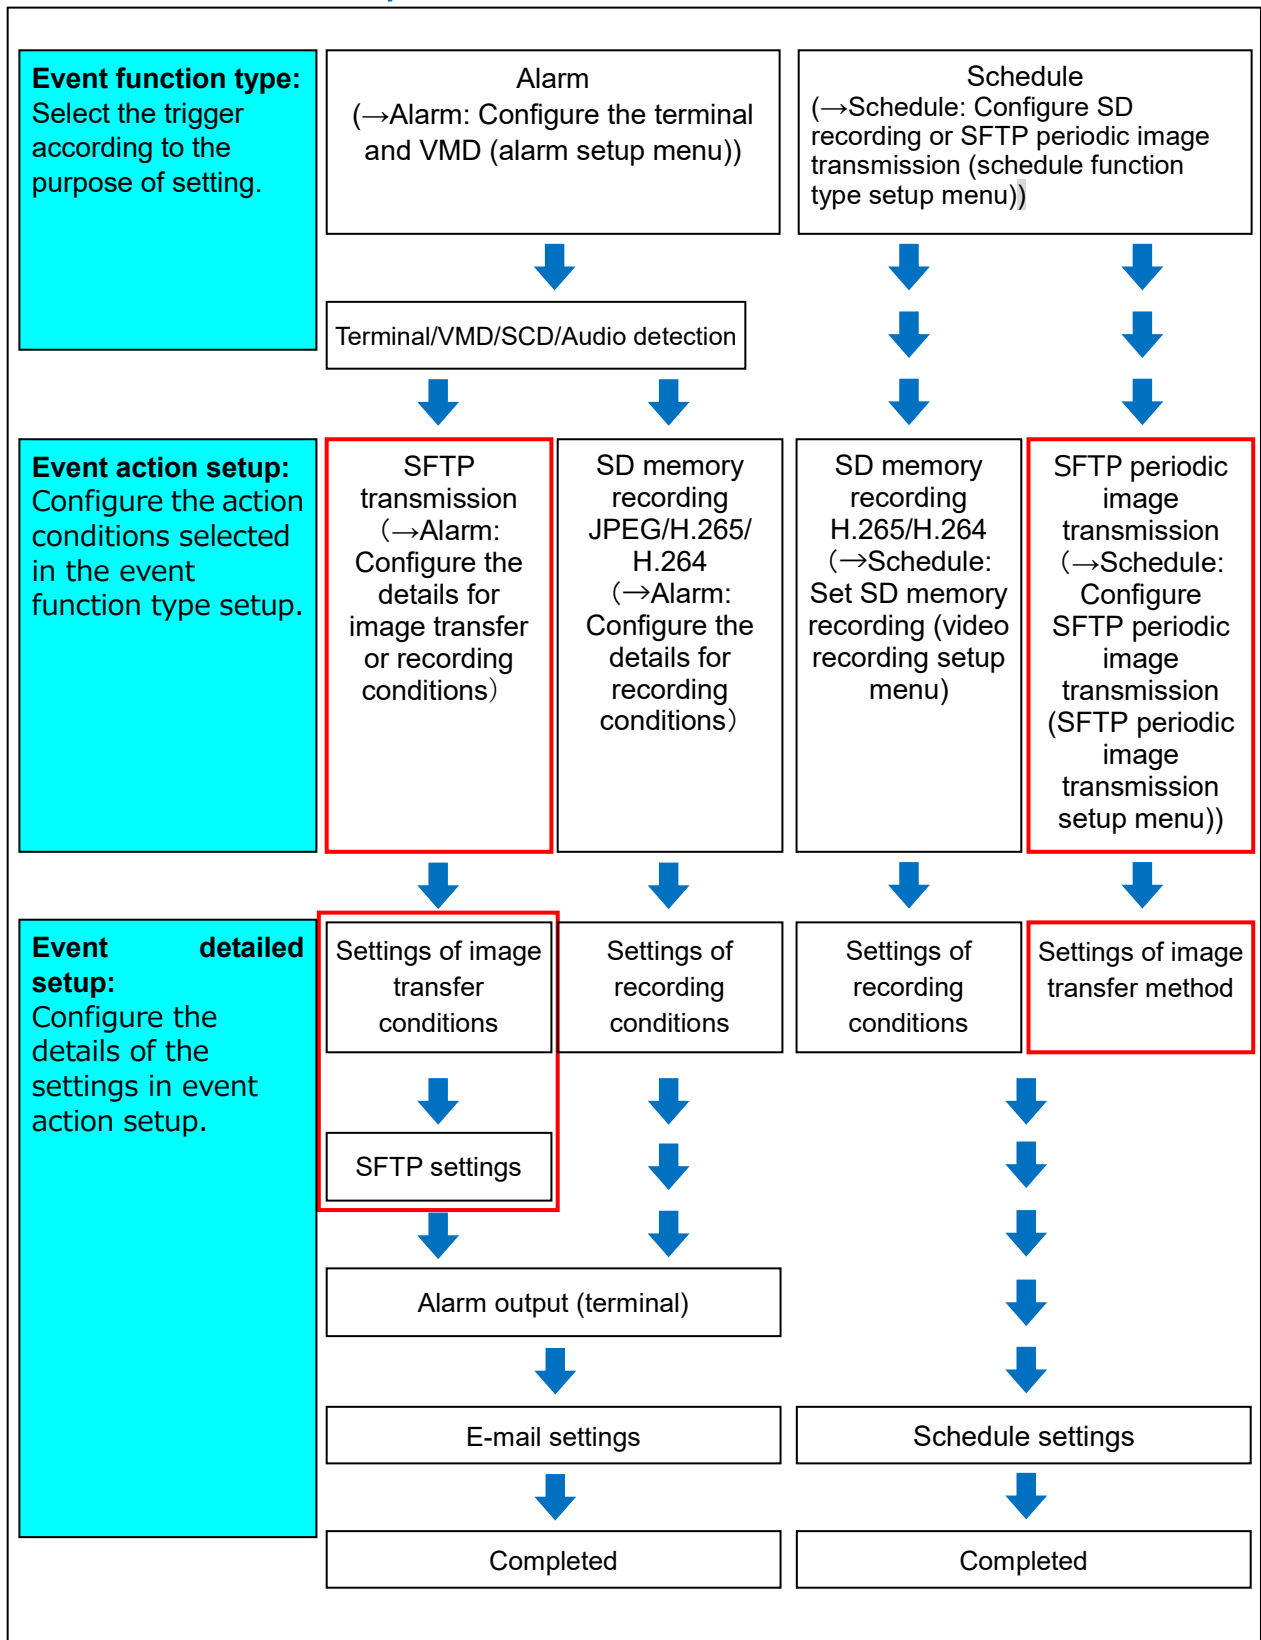 Event function type:
Select the trigger
according to the
purpose of setting.
Alarm
(→Alarm: Configure the terminal
and VMD (alarm setup menu))
Schedule
(→Schedule: Configure SD
recording or SFTP periodic image
transmission (schedule function
type setup menu))
Terminal/VMD/SCD/Audio detection
Event action setup:
Configure the action
conditions selected
in the event
function type setup.
SFTP
transmission
（→Alarm:
Configure the
details for
image transfer
or recording
conditions）
SD memory
recording
JPEG/H.265/
H.264
（→Alarm:
Configure the
details for
recording
conditions）
SD memory
recording
H.265/H.264
（→Schedule:
Set SD memory
recording (video
recording setup
menu)
SFTP periodic
image
transmission
（→Schedule:
Configure
SFTP periodic
image
transmission
(SFTP periodic
image
transmission
setup menu))
Event detailed
setup:
Configure the
details of the
settings in event
action setup.
Settings of image
transfer
conditions
Settings of
recording
conditions
Settings of
recording
conditions
Settings of image
transfer method
SFTP settings
Alarm output (terminal)
E-mail settings
Schedule settings
Completed
Completed